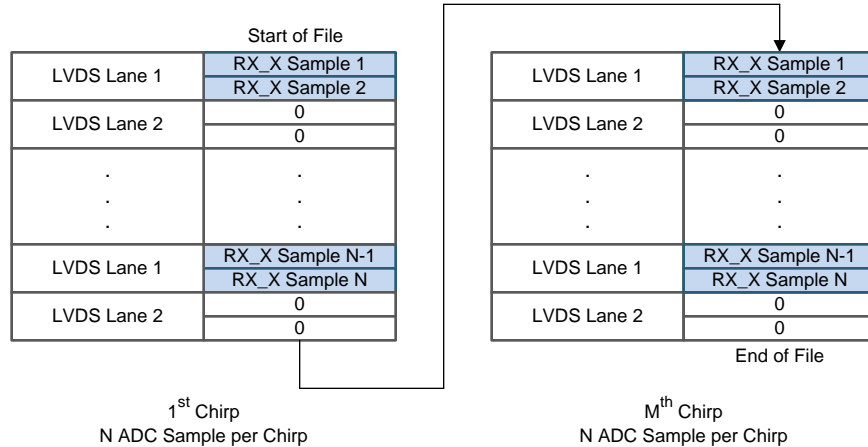 Start of File
LVDS Lane 1
RX_X Sample 1
RX_X Sample 2
LVDS Lane 2
0
0
. .
. .
. .
LVDS Lane 1
RX_X Sample N-1
RX_X Sample N
LVDS Lane 2
0
0
1st Chirp
N ADC Sample per Chirp
LVDS Lane 1
RX_X Sample 1
RX_X Sample 2
LVDS Lane 2
0
0
. .
. .
. .
LVDS Lane 1
RX_X Sample N-1
RX_X Sample N
LVDS Lane 2
0
0
End of File
Mth Chirp
N ADC Sample per Chirp